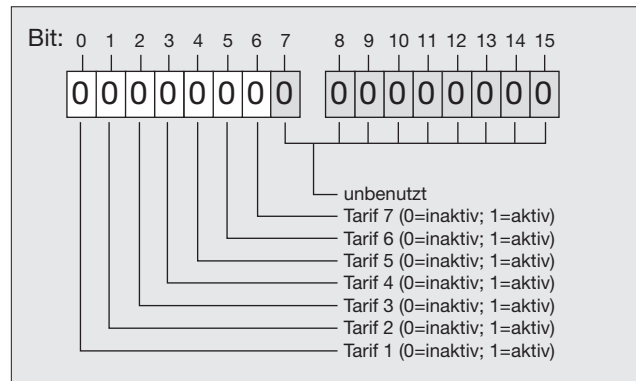 Bit: 0 1 2 3 4 5 6 7 8 9 10 11 12 13 14 15
0 0 0 0 0 0 0 0 0 0 0 0 0 0 0 0
unbenutzt
Tarif 7 (0=inaktiv; 1=aktiv)
Tarif 6 (0=inaktiv; 1=aktiv)
Tarif 5 (0=inaktiv; 1=aktiv)
Tarif 4 (0=inaktiv; 1=aktiv)
Tarif 3 (0=inaktiv; 1=aktiv)
Tarif 2 (0=inaktiv; 1=aktiv)
Tarif 1 (0=inaktiv; 1=aktiv)